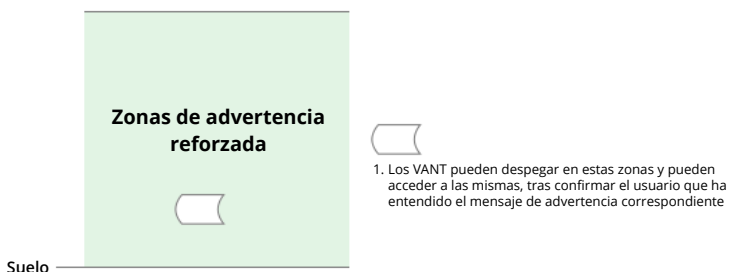 Zonas de advertencia
reforzada
1. Los VANT pueden despegar en estas zonas y pueden
acceder a las mismas, tras confirmar el usuario que ha
entendido el mensaje de advertencia correspondiente
Suelo